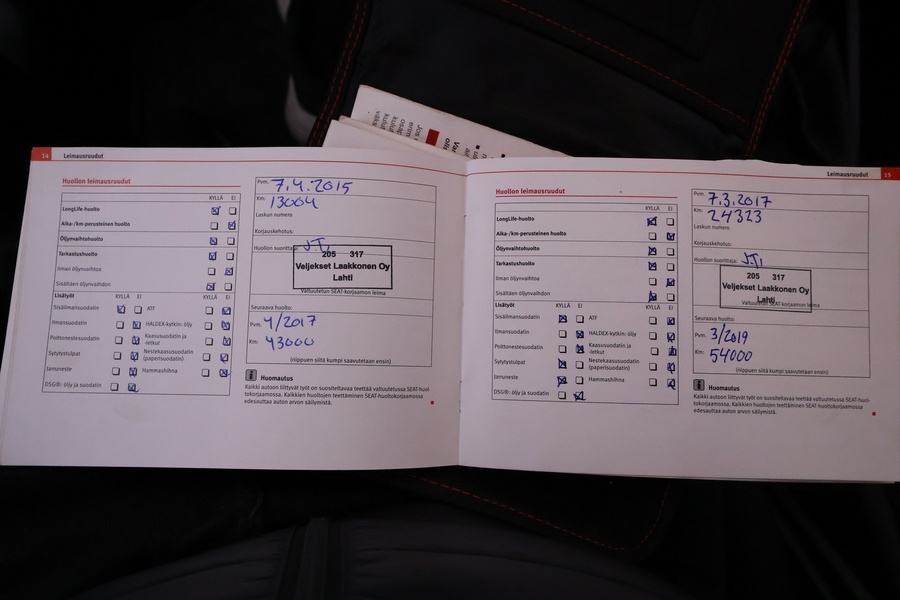 Jos
erim
osap
kulut
väks
14 Leimausruudut
Huollon leimausruudut
KYLLÄ EI
LongLife-huolto
Aika-/km-perusteinen huolto
Öljynvaihtohuolto
Tarkastushuolto
Ilman öljynvaihtoa
Sisältäen öljynvaihdon
Lisätyöt KYLLÄ EI
Sisäilmansuodatin ATF
Ilmansuodatin HALDEX-kytkin: öljy
Polttonestesuodatin Kaasusuodatin ja
-letkut
Sytytystulpat Nestekaasusuodatin
(paperisuodatin)
Jarruneste Hammashihna
DSG®: öljy ja suodatin
Pvm. 7.4.2015
Km: 13004
Laskun numero
Korjauskehotus:
Huollon suorittaja: J.T.
205 317
Veljekset Laakkonen Oy
Lahti
Valtuutetun SEAT-korjaamon leima
Seuraava huolto:
Pvm: 4/2017
Km: 43000
(riippuen siitä kumpi saavutetaan ensin)
Huomautus
Kaikki autoon liittyvät työt on suositeltavaa teettää valtuutetussa SEAT-huol-
tokorjaamossa. Kaikkien huoltojen teettäminen SEAT-huoltokorjaamossa
edesauttaa auton arvon säilymistä.
Leimausruudut 15
Huollon leimausruudut
KYLLÄ EI
LongLife-huolto
Aika-/km-perusteinen huolto
Öljynvaihtohuolto
Tarkastushuolto
Ilman öljynvaihtoa
Sisältäen öljynvaihdon
Lisätyöt KYLLÄ EI
Sisäilmansuodatin ATF
Ilmansuodatin HALDEX-kytkin: öljy
Polttonestesuodatin Kaasusuodatin ja
-letkut
Sytytystulpat Nestekaasusuodatin
(paperisuodatin)
Jarruneste Hammashihna
DSG®: öljy ja suodatin
Pvm. 7.3.2017
Km: 24323
Laskun numero
Korjauskehotus:
Huollon suorittaja: J.T.
205 317
Veljekset Laakkonen Oy
Lahti
Valtuutetun SEAT-korjaamon leima
Seuraava huolto:
Pvm: 3/2019
Km: 54000
(riippuen siitä kumpi saavutetaan ensin)
Huomautus
Kaikki autoon liittyvät työt on suositeltavaa teettää valtuutetussa SEAT-huol-
tokorjaamossa. Kaikkien huoltojen teettäminen SEAT-huoltokorjaamossa
edesauttaa auton arvon säilymistä.